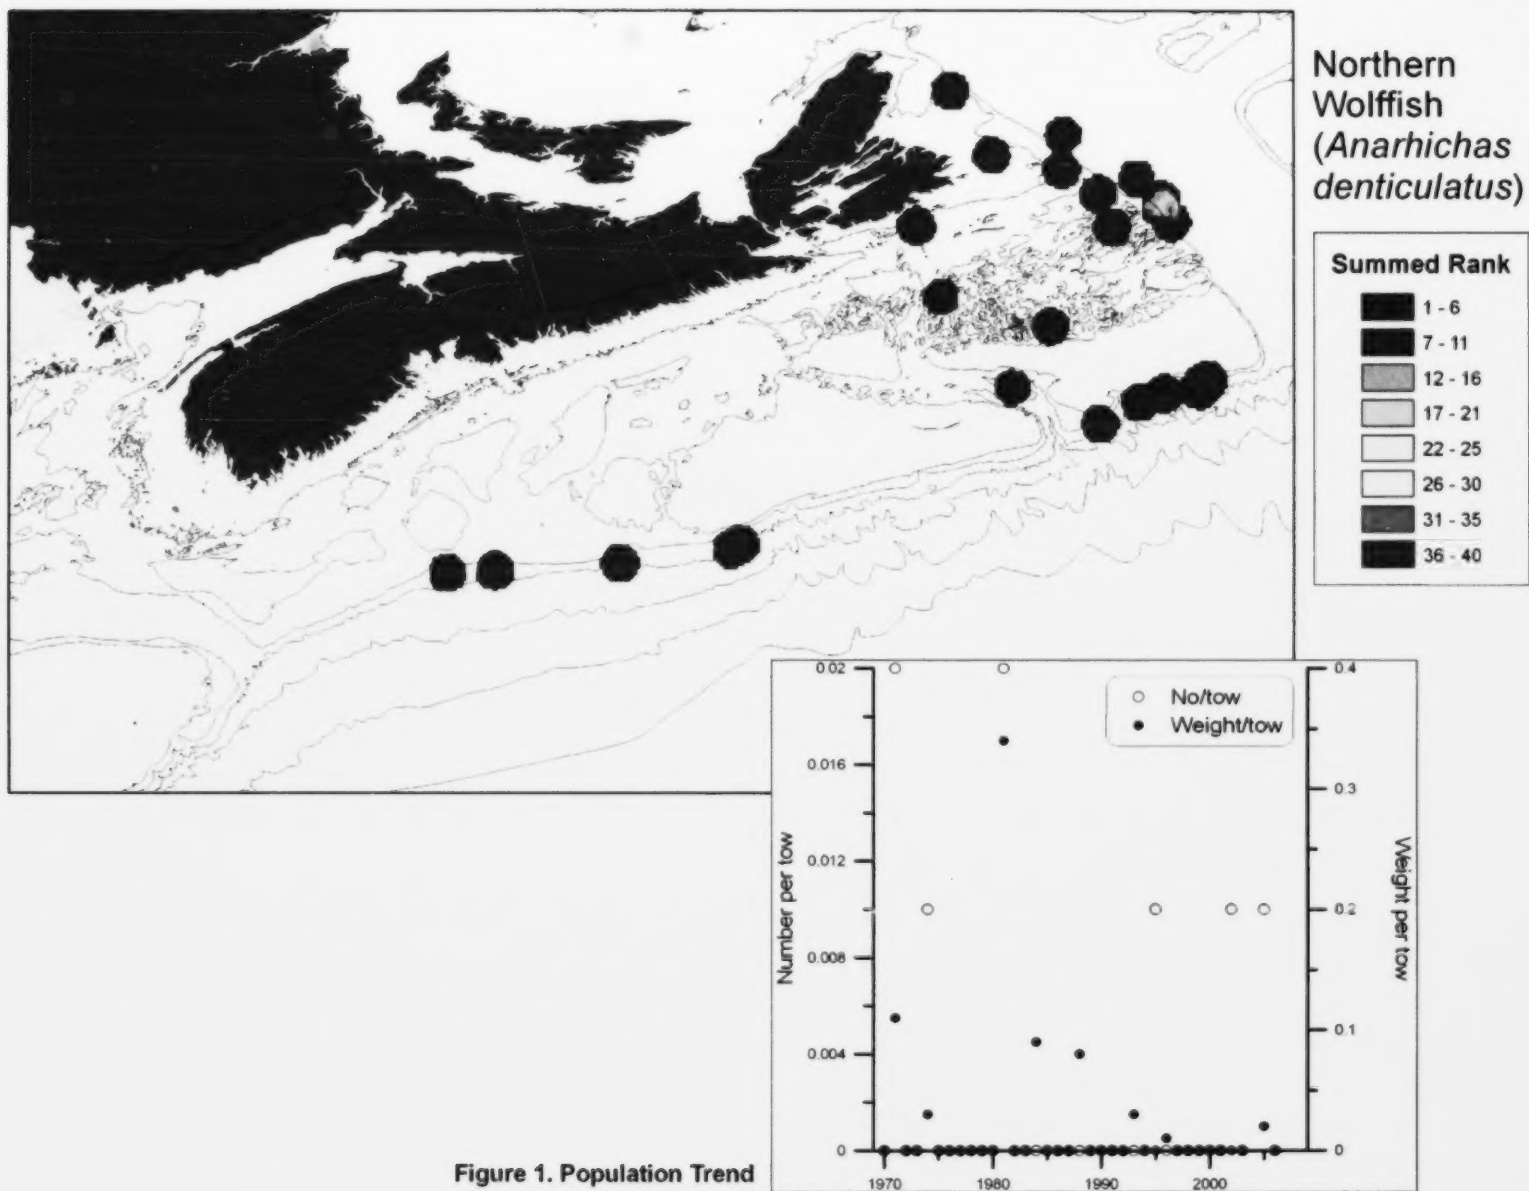 Northern
Wolffish
(Anarhichas
denticulatus)
Summed Rank
1 - 6
7 - 11
12 - 16
17 - 21
22 - 25
26 - 30
31 - 35
36 - 40
No/tow
Weight/tow
Number per tow
0.02
0.016
0.012
0.008
0.004
0
Weight per tow
0.4
0.3
0.2
0.1
0
1970
1980
1990
2000
Figure 1. Population Trend